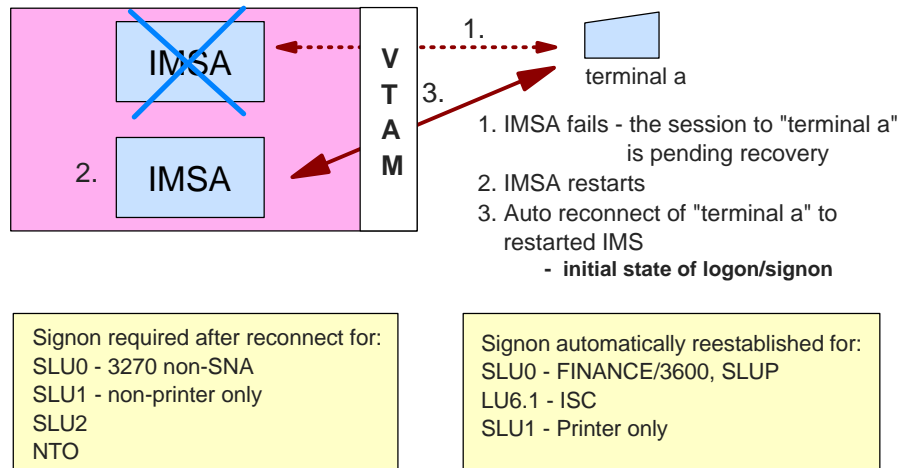 IMSA
1.
V
T
A
M
terminal a
3.
2.
IMSA
1. IMSA fails - the session to "terminal a"
is pending recovery
2. IMSA restarts
3. Auto reconnect of "terminal a" to
restarted IMS
- initial state of logon/signon
Signon required after reconnect for:
SLU0 - 3270 non-SNA
SLU1 - non-printer only
SLU2
NTO
Signon automatically reestablished for:
SLU0 - FINANCE/3600, SLUP
LU6.1 - ISC
SLU1 - Printer only